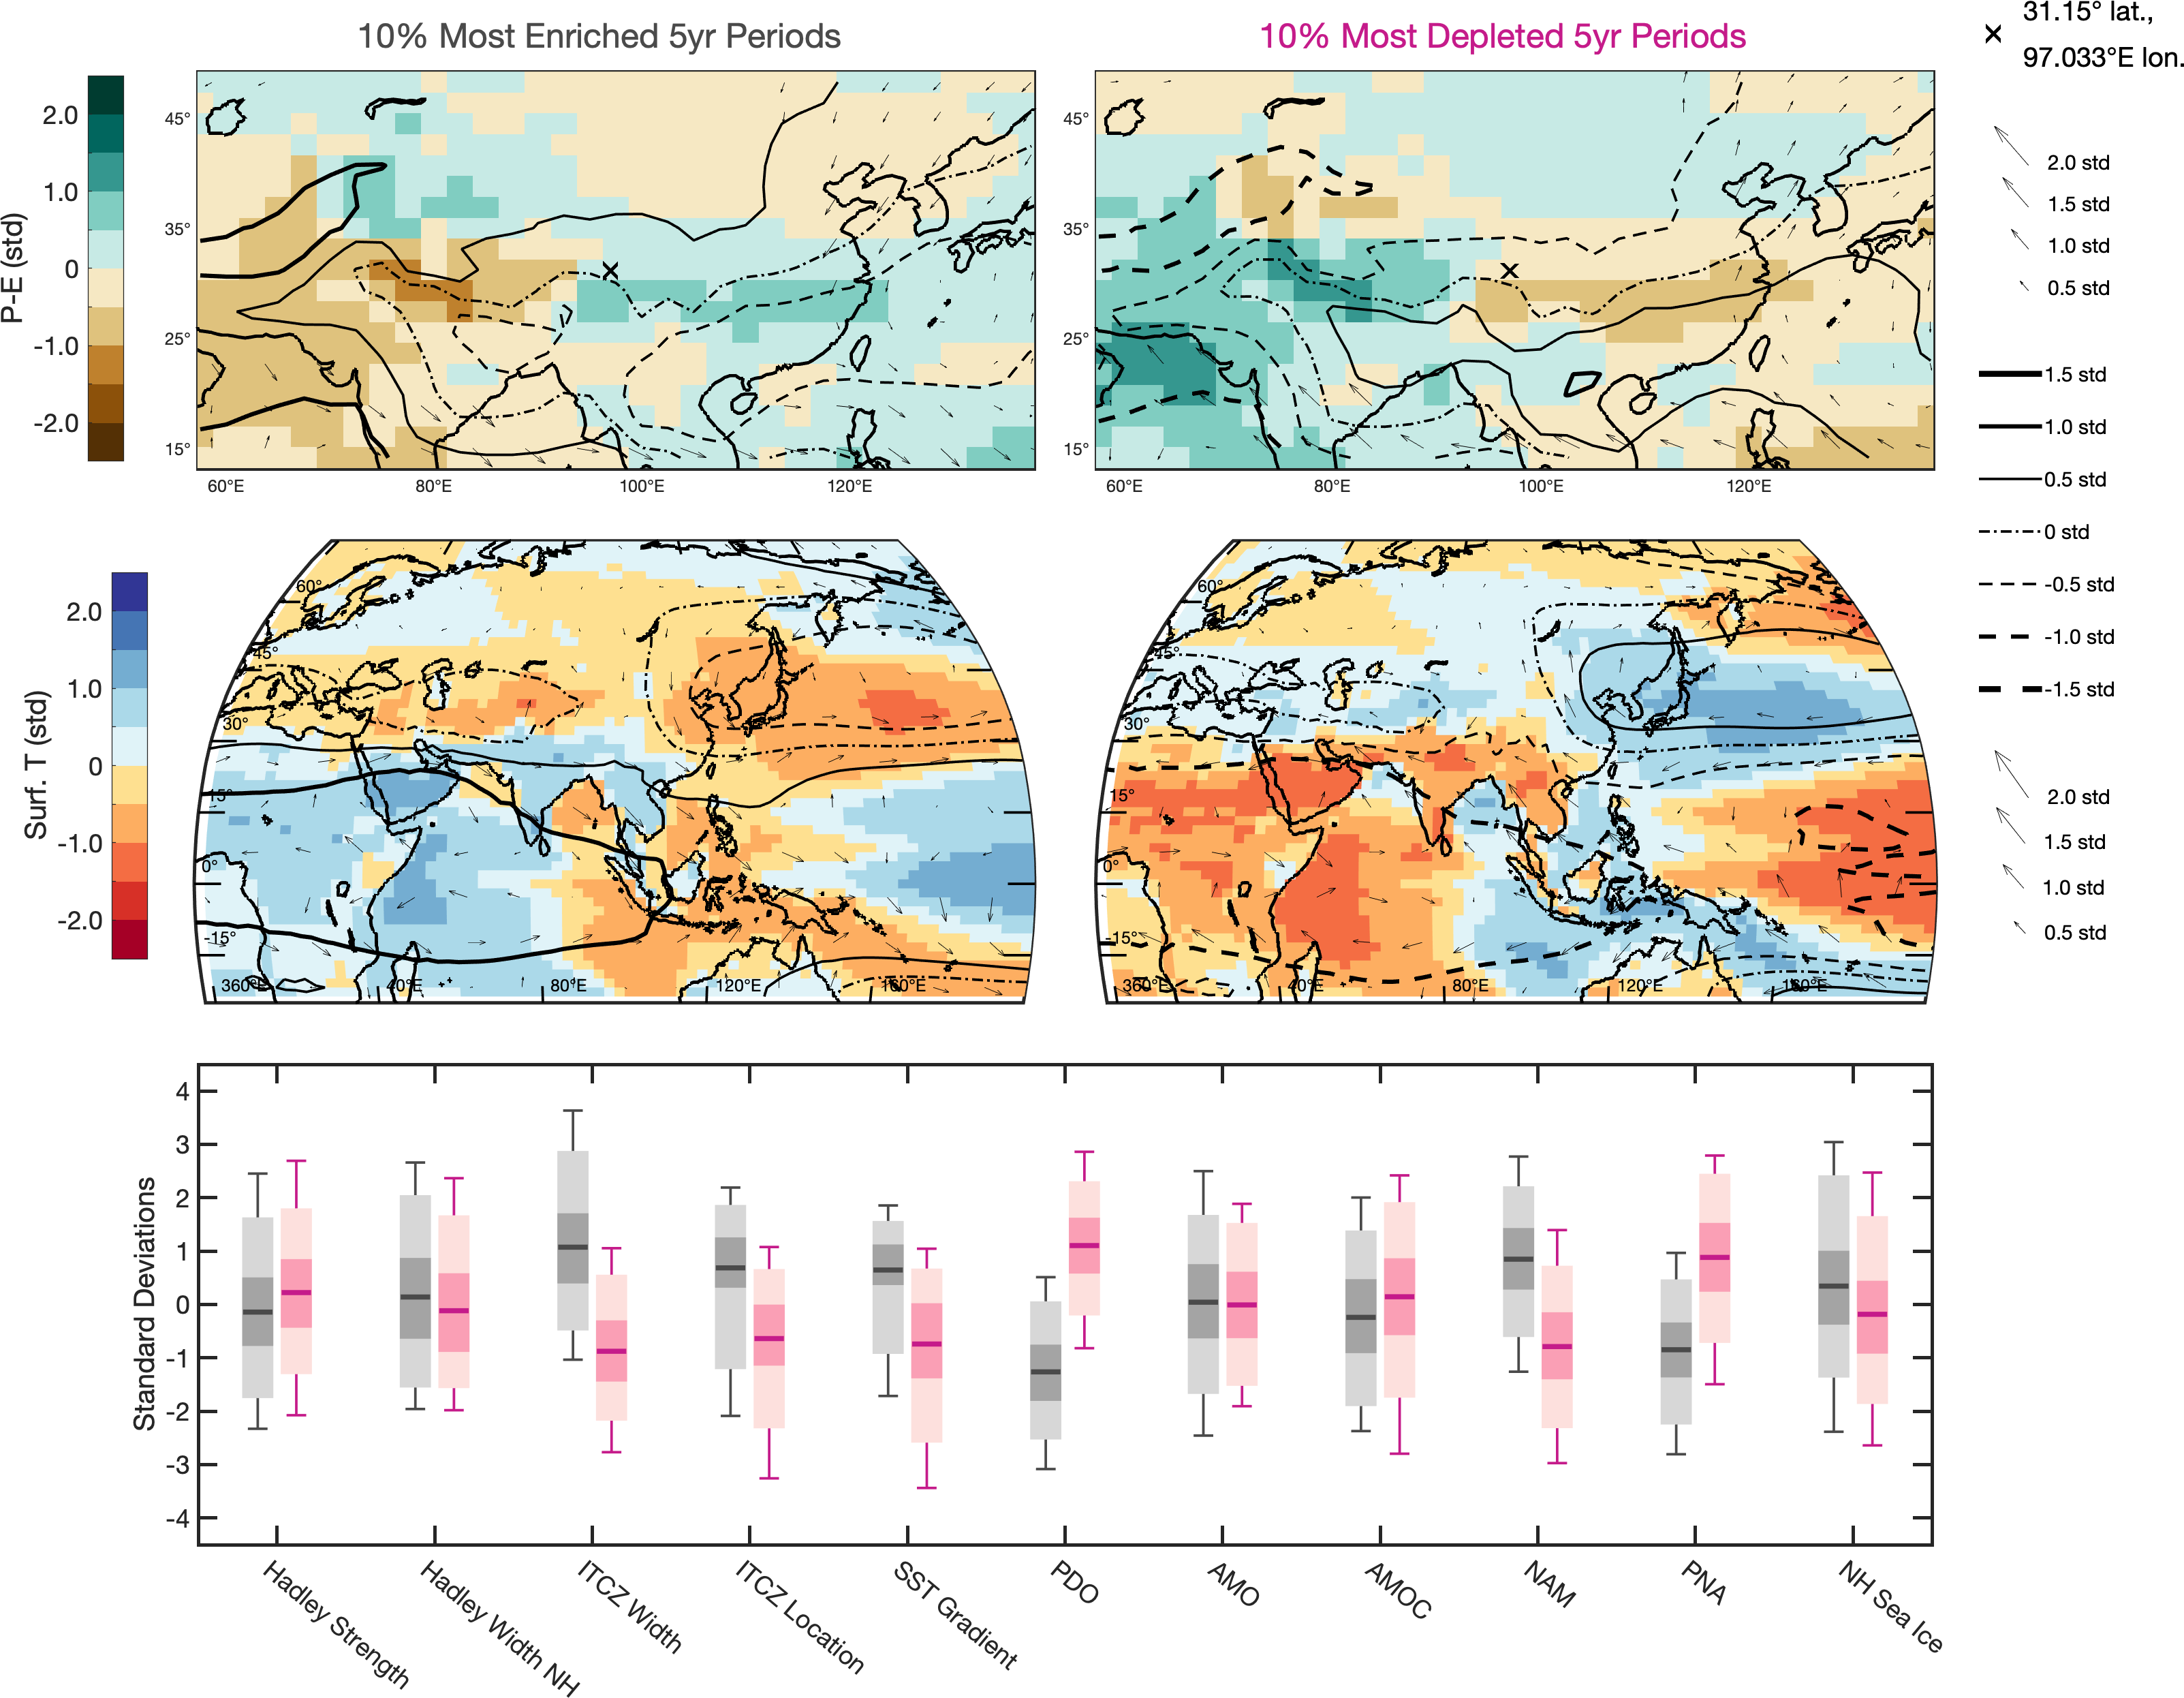 10% Most Enriched 5yr Periods
10% Most Depleted 5yr Periods
31.15° lat.,
97.033°E lon.
P-E (std)
2.0
1.0
0
-1.0
-2.0
45°
35°
25°
15°
60°E
80°E
100°E
120°E
45°
35°
25°
15°
60°E
80°E
100°E
120°E
2.0 std
1.5 std
1.0 std
0.5 std
1.5 std
1.0 std
0.5 std
0 std
-0.5 std
-1.0 std
-1.5 std
Surf. T (std)
2.0
1.0
0
-1.0
-2.0
60°
45°
30°
15°
0°
-15°
360°E
40°E
80°E
120°E
160°E
60°
45°
30°
15°
0°
-15°
360°E
40°E
80°E
120°E
160°E
2.0 std
1.5 std
1.0 std
0.5 std
Standard Deviations
4
3
2
1
0
-1
-2
-3
-4
Hadley Strength
Hadley Width NH
ITCZ Width
ITCZ Location
SST Gradient
PDO
AMO
AMOC
NAM
PNA
NH Sea Ice